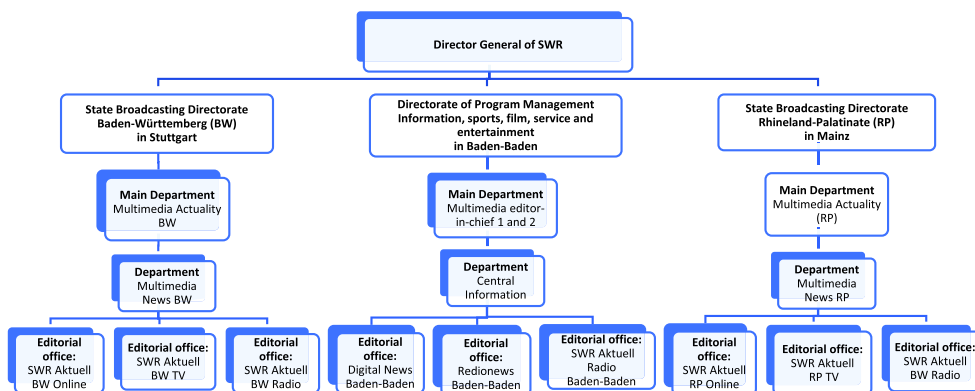 Director General of SWR
State Broadcasting Directorate
Baden-Württemberg (BW)
in Stuttgart
Directorate of Program Management
Information, sports, film, service and
entertainment
in Baden-Baden
State Broadcasting Directorate
Rhineland-Palatinate (RP)
in Mainz
Main Department
Multimedia Actuality
BW
Main Department
Multimedia editor-
in-chief 1 and 2
Main Department
Multimedia Actuality
(RP)
Department
Multimedia
News BW
Department
Central
Information
Department
Multimedia
News RP
Editorial
office:
SWR Aktuell
BW Online
Editorial office:
SWR Aktuell
BW TV
Editorial
office:
SWR Aktuell
BW Radio
Editorial
office:
Digital News
Baden-Baden
Editorial
office:
Redionews
Baden-Baden
Editorial office:
SWR Aktuell
Radio
Baden-Baden
Editorial
office:
SWR Aktuell
RP Online
Editorial office:
SWR Aktuell
RP TV
Editorial office:
SWR Aktuell
BW Radio